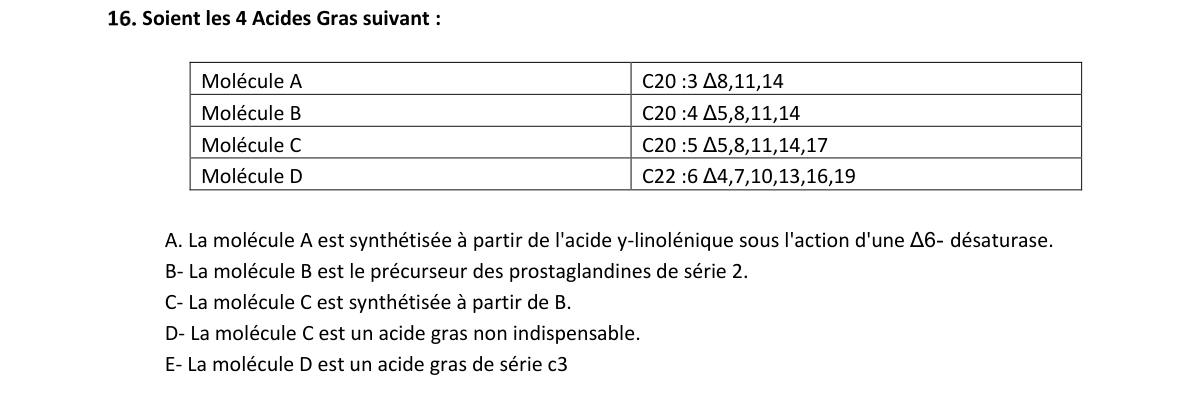 16. Soient les 4 Acides Gras suivant :
Molécule A C20 :3 Δ8,11,14
Molécule B C20 :4 Δ5,8,11,14
Molécule C C20 :5 Δ5,8,11,14,17
Molécule D C22 :6 Δ4,7,10,13,16,19
A. La molécule A est synthétisée à partir de l'acide y-linolénique sous l'action d'une Δ6- désaturase.
B- La molécule B est le précurseur des prostaglandines de série 2.
C- La molécule C est synthétisée à partir de B.
D- La molécule C est un acide gras non indispensable.
E- La molécule D est un acide gras de série c3